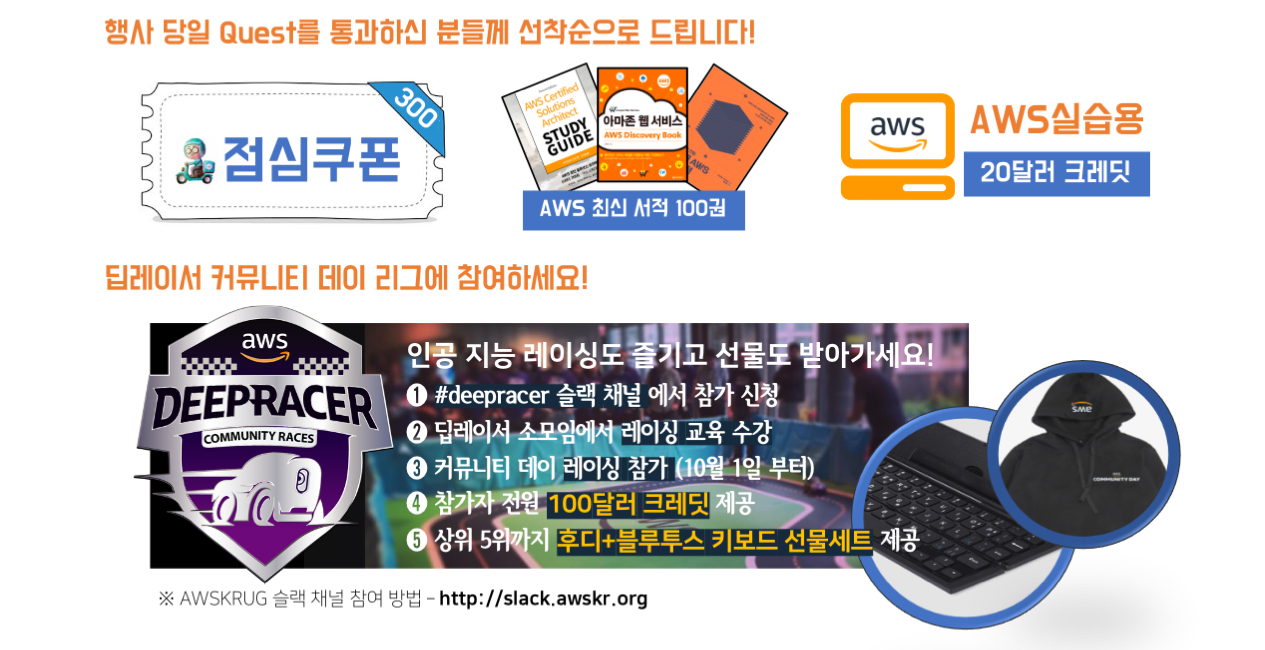 행사 당일 Quest를 통과하신 분들께 선착순으로 드립니다!
300
점심쿠폰
AWS Certified
Solutions
Architect
STUDY
GUIDE
아마존 웹 서비스
AWS Discovery Book
AWS
AWS 최신 서적 100권
aws
AWS실습용
20달러 크레딧
딥레이서 커뮤니티 데이 리그에 참여하세요!
aws
DEEPRACER
COMMUNITY RACES
인공 지능 레이싱도 즐기고 선물도 받아가세요!
❶ #deepracer 슬랙 채널 에서 참가 신청
❷ 딥레이서 소모임에서 레이싱 교육 수강
❸ 커뮤니티 데이 레이싱 참가 (10월 1일 부터)
❹ 참가자 전원 100달러 크레딧 제공
❺ 상위 5위까지 후디+블루투스 키보드 선물세트 제공
aws
COMMUNITY DAY
※ AWSKRUG 슬랙 채널 참여 방법 – http://slack.awskr.org